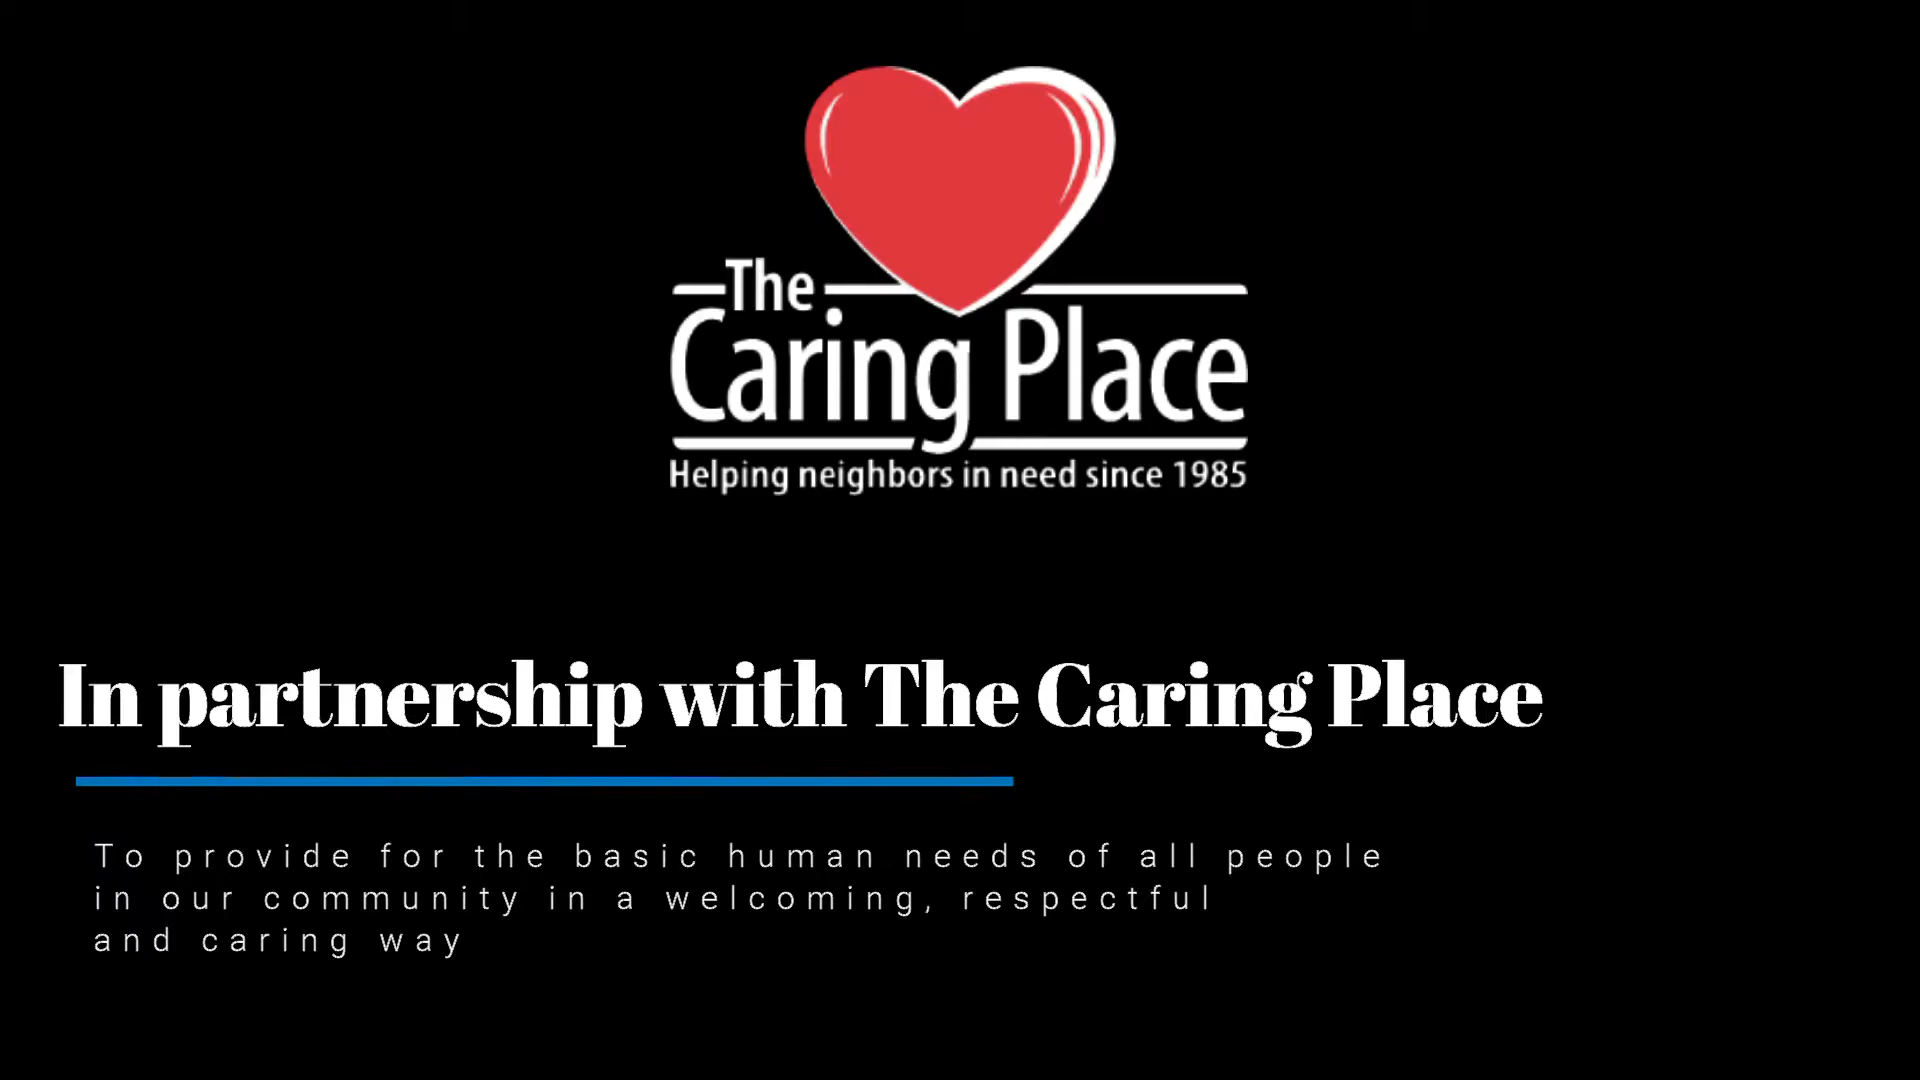 The
Caring Place
Helping neighbors in need since 1985
In partnership with The Caring Place
To provide for the basic human needs of all people
in our community in a welcoming, respectful
and caring way